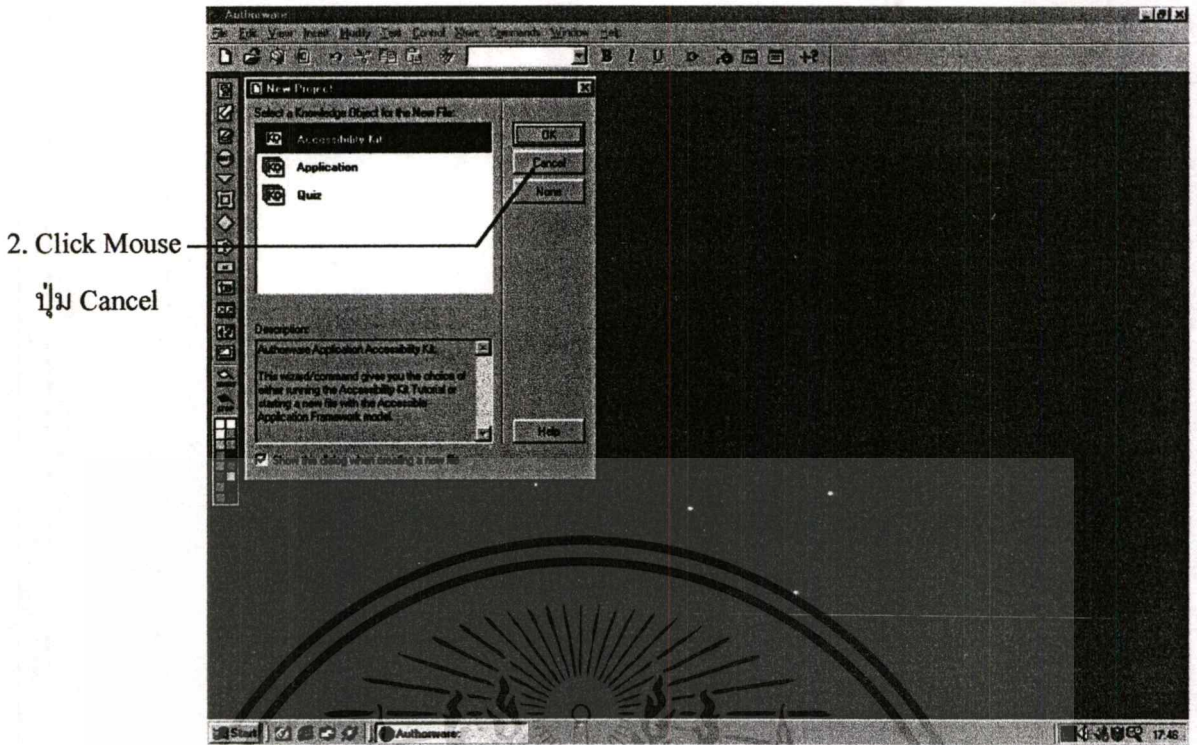 Authorware
File Edit View Insert Modify Text Control Xtras Commands Window Help
B I U
New Project
Select a Knowledge Object for the New File:
Accessibility Kit
OK
Application
Cancel
Quiz
None
2. Click Mouse
ปุ่ม Cancel
Description:
Authorware Application Accessibility Kit.
This wizard/command gives you the choice of
either running the Accessibility Kit Tutorial or
starting a new file with the Accessible
Application Framework model.
Help
Show this dialog when creating a new file
Start
Authorware:
17:46